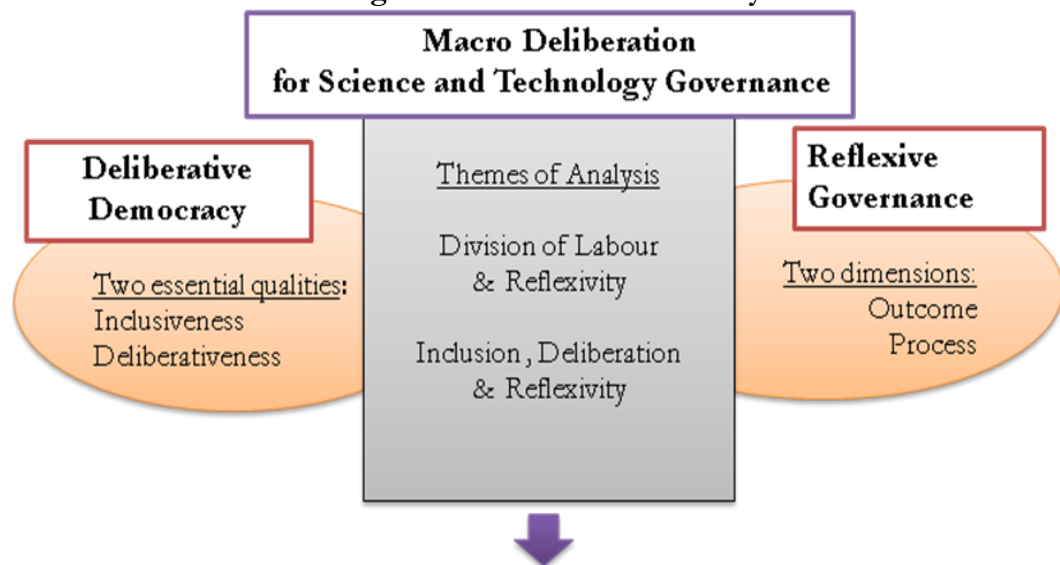 Macro Deliberation
for Science and Technology Governance
Deliberative
Democracy
Two essential qualities:
Inclusiveness
Deliberativeness
Themes of Analysis
Division of Labour
& Reflexivity
Inclusion , Deliberation
& Reflexivity
Reflexive
Governance
Two dimensions:
Outcome
Process